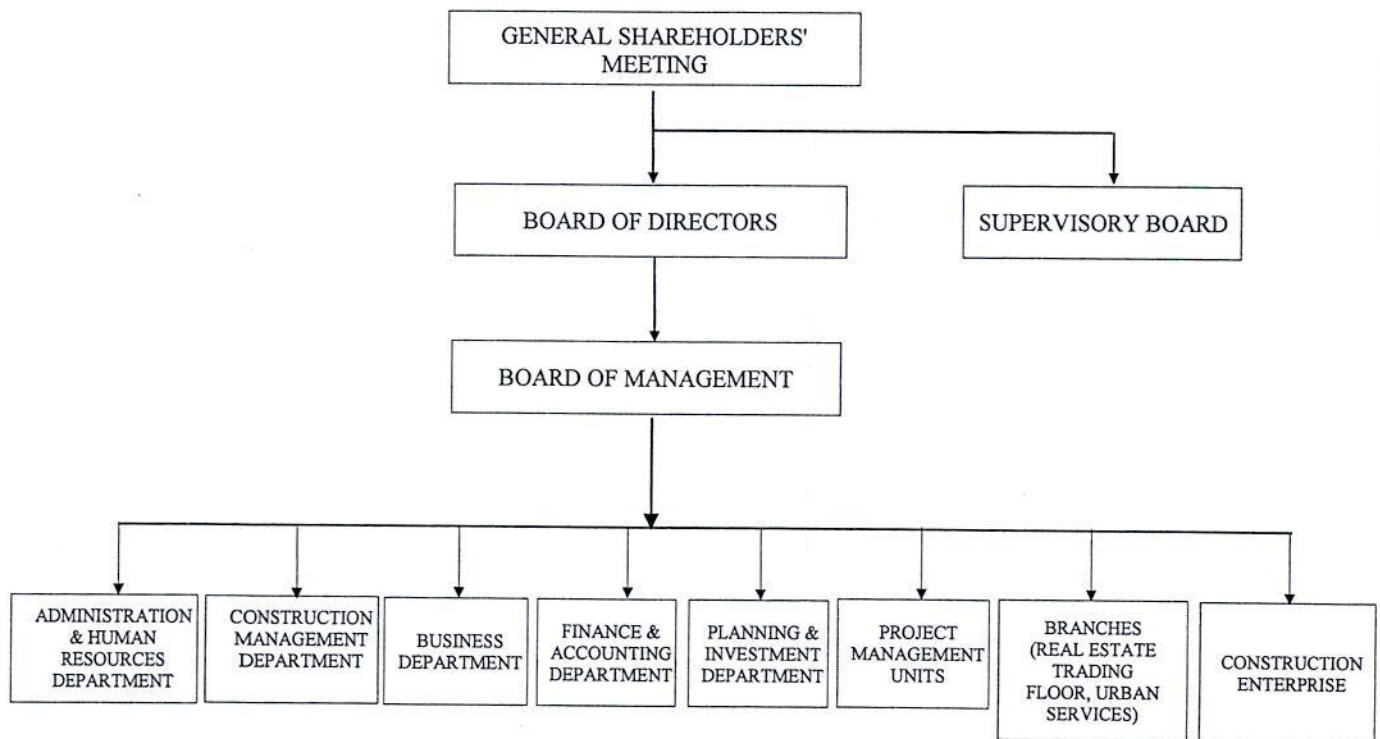 GENERAL SHAREHOLDERS'
MEETING
BOARD OF DIRECTORS
SUPERVISORY BOARD
BOARD OF MANAGEMENT
ADMINISTRATION
& HUMAN
RESOURCES
DEPARTMENT
CONSTRUCTION
MANAGEMENT
DEPARTMENT
BUSINESS
DEPARTMENT
FINANCE &
ACCOUNTING
DEPARTMENT
PLANNING &
INVESTMENT
DEPARTMENT
PROJECT
MANAGEMENT
UNITS
BRANCHES
(REAL ESTATE
TRADING
FLOOR, URBAN
SERVICES)
CONSTRUCTION
ENTERPRISE